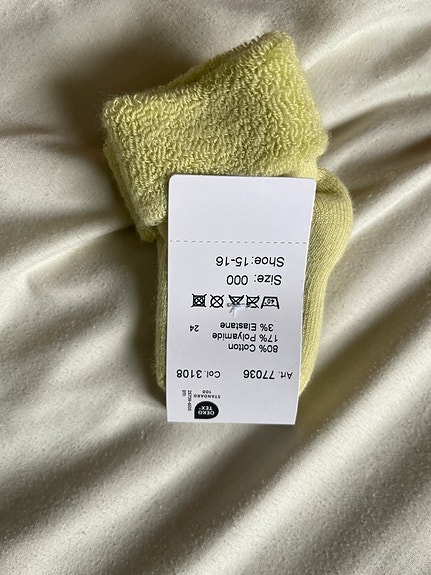 OEKO
TEX®
STANDARD
100
Art. 77036 Col. 3108
80% Cotton
17% Polyamide
3% Elastane 24
40°
Size: 000
Shoe: 15-16